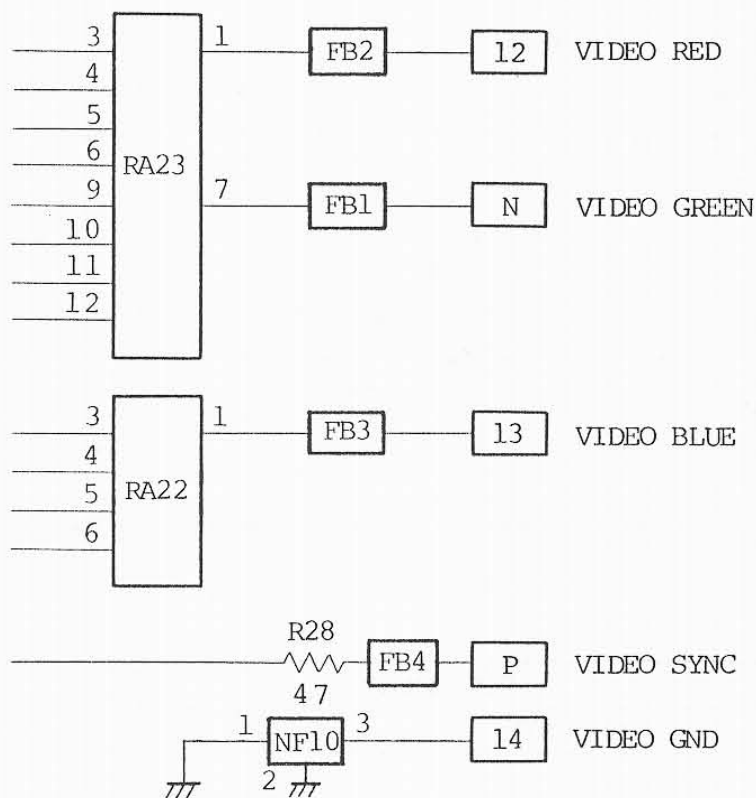 3 1 FB2 12 VIDEO RED
4
5
6
RA23
9 7 FB1 N VIDEO GREEN
10
11
12
3 1 FB3 13 VIDEO BLUE
4
RA22
5
6
R28
FB4 P VIDEO SYNC
47
1 NF10 3 14 VIDEO GND
2